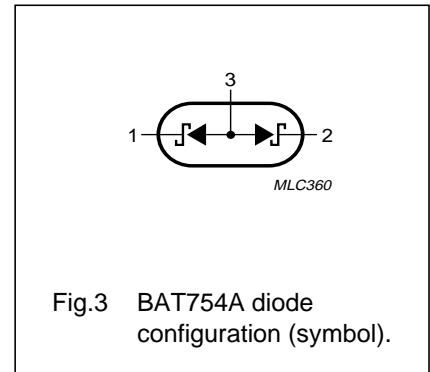 3
1
2
MLC360
Fig.3 BAT754A diode
configuration (symbol).